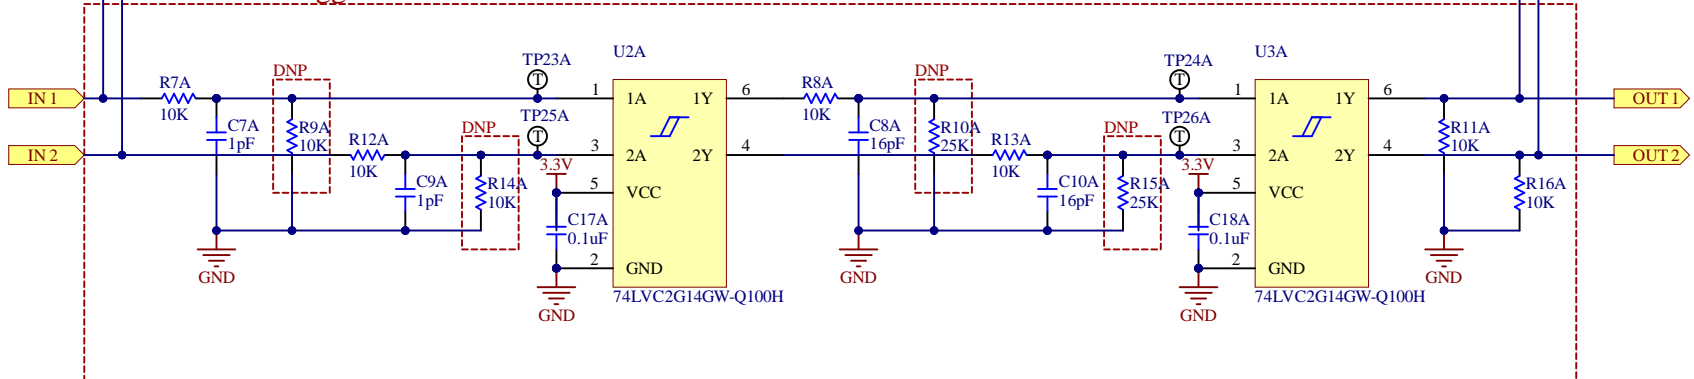 U2A
U3A
TP23A
TP24A
T
T
R7A
DNP
R8A
DNP
IN 1
1
1A
1Y
6
1
1A
1Y
6
OUT 1
10K
10K
TP25A
TP26A
C7A
1pF
R9A
10K
R12A
DNP
T
C8A
16pF
R10A
25K
R13A
DNP
T
R11A
10K
IN 2
3
2A
2Y
4
3
2A
2Y
4
OUT 2
10K
3.3V
10K
3.3V
C9A
1pF
R14A
10K
5
VCC
C10A
16pF
R15A
25K
5
VCC
R16A
10K
C17A
0.1uF
C18A
0.1uF
2
GND
2
GND
GND
GND
GND
74LVC2G14GW-Q100H
74LVC2G14GW-Q100H
GND
GND